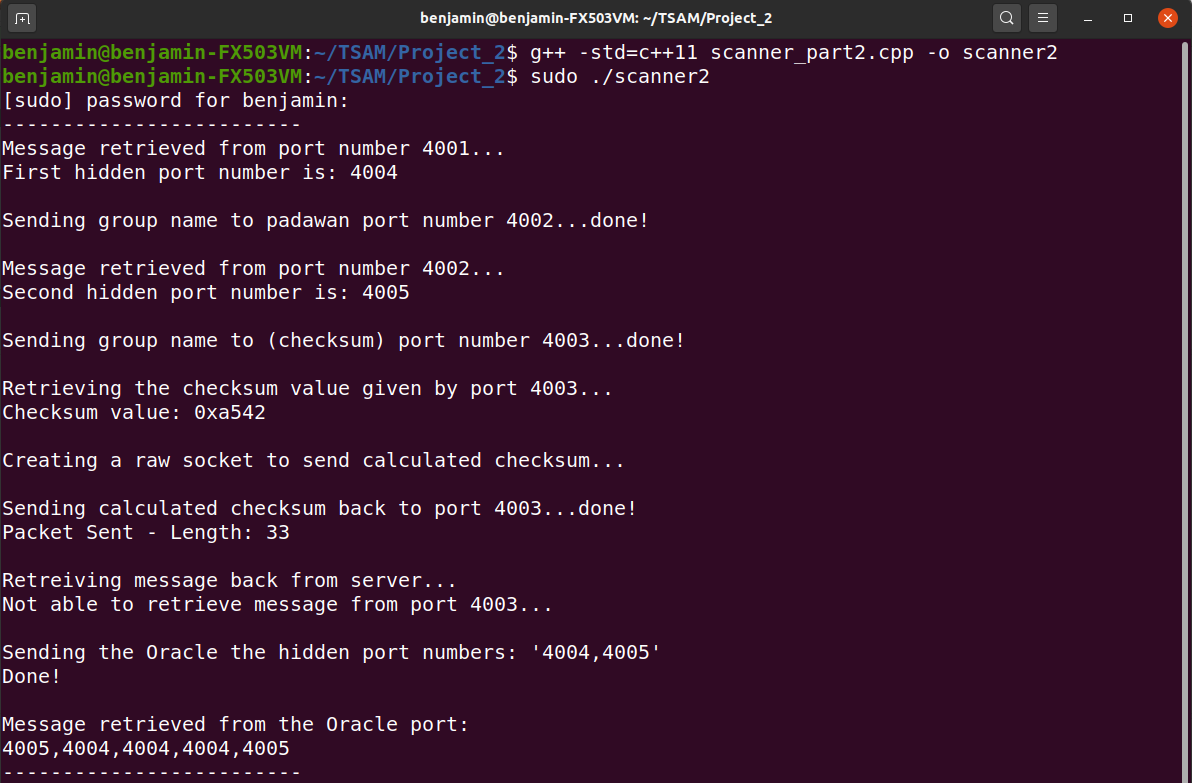 benjamin@benjamin-FX503VM: ~/TSAM/Project_2
benjamin@benjamin-FX503VM:~/TSAM/Project_2$ g++ -std=c++11 scanner_part2.cpp -o scanner2
benjamin@benjamin-FX503VM:~/TSAM/Project_2$ sudo ./scanner2
[sudo] password for benjamin:
-------------------------
Message retrieved from port number 4001...
First hidden port number is: 4004
Sending group name to padawan port number 4002...done!
Message retrieved from port number 4002...
Second hidden port number is: 4005
Sending group name to (checksum) port number 4003...done!
Retrieving the checksum value given by port 4003...
Checksum value: 0xa542
Creating a raw socket to send calculated checksum...
Sending calculated checksum back to port 4003...done!
Packet Sent - Length: 33
Retreiving message back from server...
Not able to retrieve message from port 4003...
Sending the Oracle the hidden port numbers: '4004,4005'
Done!
Message retrieved from the Oracle port:
4005,4004,4004,4004,4005
-------------------------